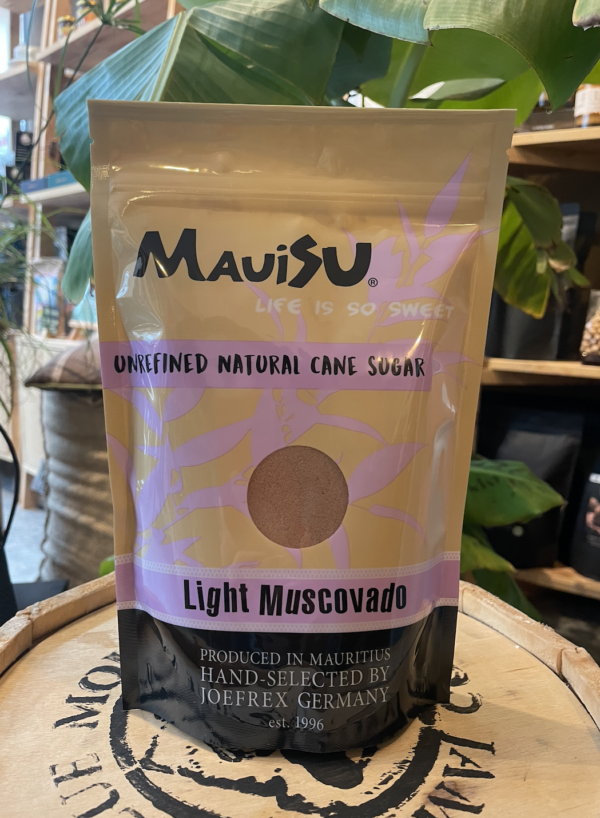 MAUISU®
LIFE IS SO SWEET
UNREFINED NATURAL CANE SUGAR
Light Muscovado
PRODUCED IN MAURITIUS
HAND-SELECTED BY
JOEFREX GERMANY
est. 1996